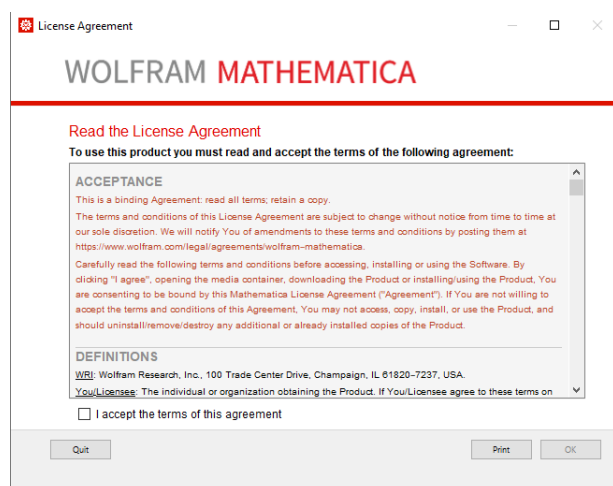 License Agreement
WOLFRAM MATHEMATICA
Read the License Agreement
To use this product you must read and accept the terms of the following agreement:
ACCEPTANCE
This is a binding Agreement: read all terms; retain a copy.
The terms and conditions of this License Agreement are subject to change without notice from time to time at
our sole discretion. We will notify You of amendments to these terms and conditions by posting them at
https://www.wolfram.com/legal/agreements/wolfram-mathematica.
Carefully read the following terms and conditions before accessing, installing or using the Software. By
clicking "I agree", opening the media container, downloading the Product or installing/using the Product, You
are consenting to be bound by this Mathematica License Agreement ("Agreement"). If You are not willing to
accept the terms and conditions of this Agreement, You may not access, copy, install, or use the Product, and
should uninstall/remove/destroy any additional or already installed copies of the Product.
DEFINITIONS
WRI: Wolfram Research, Inc., 100 Trade Center Drive, Champaign, IL 61820-7237, USA.
You/Licensee: The individual or organization obtaining the Product. If You/Licensee agree to these terms on
I accept the terms of this agreement
Quit
Print
OK